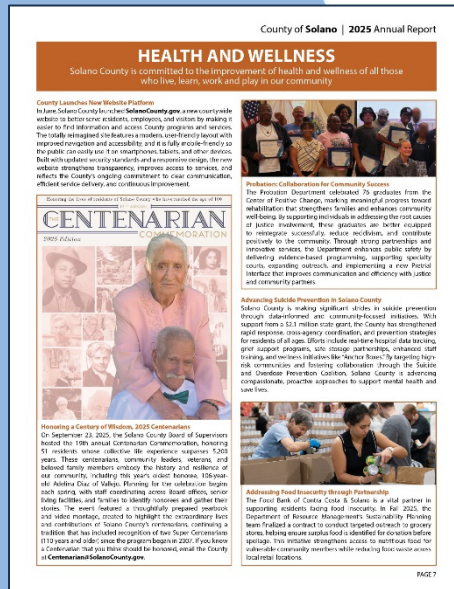 County of Solano | 2025 Annual Report
HEALTH AND WELLNESS
Solano County is committed to the improvement of health and wellness of all those
who live, learn, work and play in our community
County Launches New Website Platform
In June, Solano County launched SolanoCounty.gov, a new countywide
website to better serve residents, employees, and visitors by making it
easier to find information and access County programs and services.
The totally reimagined site features a modern, user-friendly layout with
improved navigation and accessibility, and it is fully mobile-friendly so
the public can easily use it on smartphones, tablets, and other devices.
Built with updated security standards and a responsive design, the new
website strengthens transparency, improves access to services, and
reflects the County's ongoing commitment to clear communication,
efficient service delivery, and continuous improvement.
Honoring the lives of residents of Solano County who have reached the age of 100
THE CENTENARIAN
COMMEMORATION
2025 Edition
Honoring a Century of Wisdom, 2025 Centenarians
On September 23, 2025, the Solano County Board of Supervisors
hosted the 19th annual Centenarian Commemoration, honoring
51 residents whose collective life experience surpasses 5,200
years. These centenarians, community leaders, veterans, and
beloved family members embody the history and resilience of
our community, including this year's oldest honoree, 108-year-
old Adelina Diaz of Vallejo. Planning for the celebration begins
each spring, with staff coordinating across Board offices, senior
living facilities, and families to identify honorees and gather their
stories. The event featured a thoughtfully prepared yearbook
and video montage, created to highlight the extraordinary lives
and contributions of Solano County's centenarians, continuing a
tradition that has included recognition of two Super Centenarians
(110 years and older) since the program began in 2007. If you know
a Centenarian that you think should be honored, email the County
at Centenarian@SolanoCounty.gov.
Probation: Collaboration for Community Success
The Probation Department celebrated 76 graduates from the
Center of Positive Change, marking meaningful progress toward
rehabilitation that strengthens families and enhances community
well-being. By supporting individuals in addressing the root causes
of justice involvement, these graduates are better equipped
to reintegrate successfully, reduce recidivism, and contribute
positively to the community. Through strong partnerships and
innovative services, the Department enhances public safety by
delivering evidence-based programming, supporting specialty
courts, expanding outreach, and implementing a new Pretrial
Interface that improves communication and efficiency with justice
and community partners.
Advancing Suicide Prevention in Solano County
Solano County is making significant strides in suicide prevention
through data-informed and community-focused initiatives. With
support from a $2.1 million state grant, the County has strengthened
rapid response, cross-agency coordination, and prevention strategies
for residents of all ages. Efforts include real-time hospital data tracking,
grief support programs, safe storage partnerships, enhanced staff
training, and wellness initiatives like "Anchor Boxes." By targeting high-
risk communities and fostering collaboration through the Suicide
and Overdose Prevention Coalition, Solano County is advancing
compassionate, proactive approaches to support mental health and
save lives.
Addressing Food Insecurity through Partnership
The Food Bank of Contra Costa & Solano is a vital partner in
supporting residents facing food insecurity. In Fall 2025, the
Department of Resource Management's Sustainability Planning
team finalized a contract to conduct targeted outreach to grocery
stores, helping ensure surplus food is identified for donation before
spoilage. This initiative strengthens access to nutritious food for
vulnerable community members while reducing food waste across
local retail locations.
PAGE 7